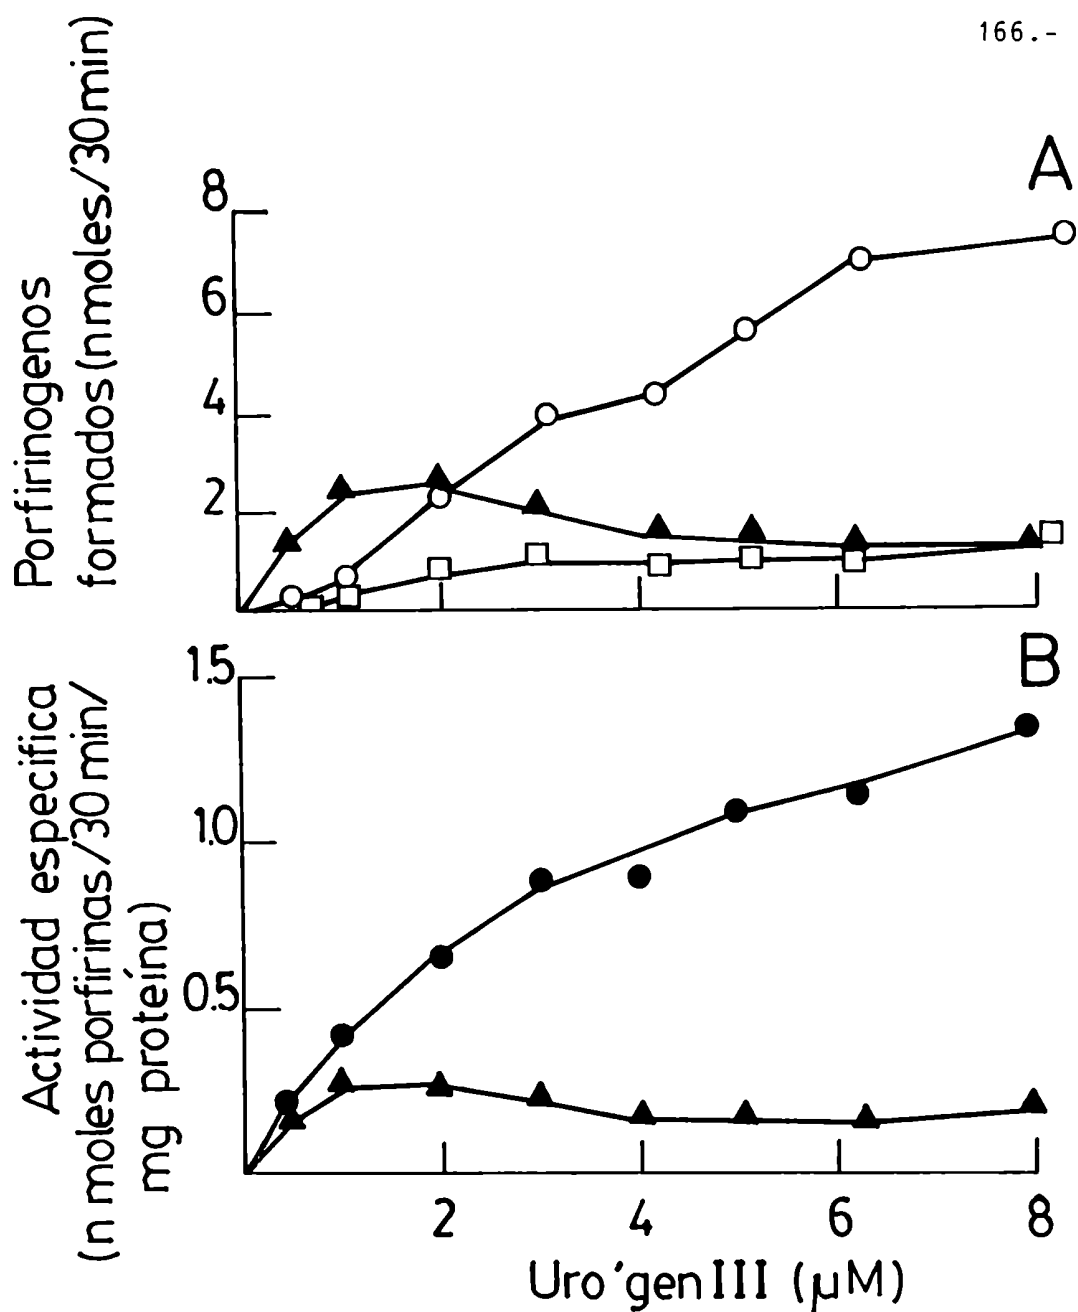 166.-
A
Porfirinogenos
formados (nmoles/30min)
8
6
4
2
B
Actividad especifica
(n moles porfirinas/30 min/
mg proteína)
1.5
1.0
0.5
2 4 6 8
Uro'gen III (μM)